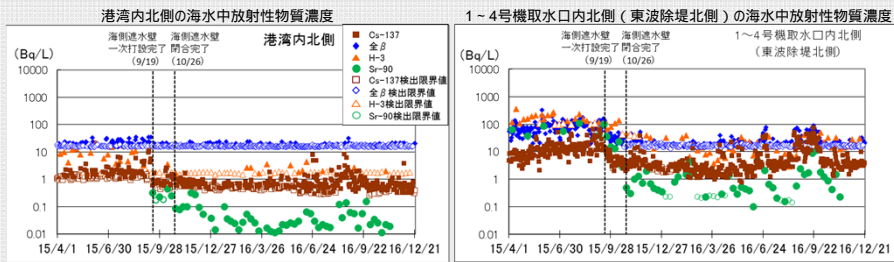 港湾内北側の海水中放射性物質濃度
海側遮水壁 海側遮水壁
一次打設完了 閉合完了
(9/19) (10/26)
港湾内北側
(Bq/L)
Cs-137
全β
H-3
Sr-90
Cs-137検出限界値
全β検出限界値
H-3検出限界値
Sr-90検出限界値
10000
1000
100
10
1
0.1
0.01
15/4/1 15/6/30 15/9/28 15/12/27 16/3/26 16/6/24 16/9/22 16/12/21
1~4号機取水口内北側(東波除堤北側)の海水中放射性物質濃度
海側遮水壁 海側遮水壁
一次打設完了 閉合完了
(9/19) (10/26)
1~4号機取水口内北側
(東波除堤北側)
(Bq/L)
10000
1000
100
10
1
0.1
0.01
15/4/1 15/6/30 15/9/28 15/12/27 16/3/26 16/6/24 16/9/22 16/12/21